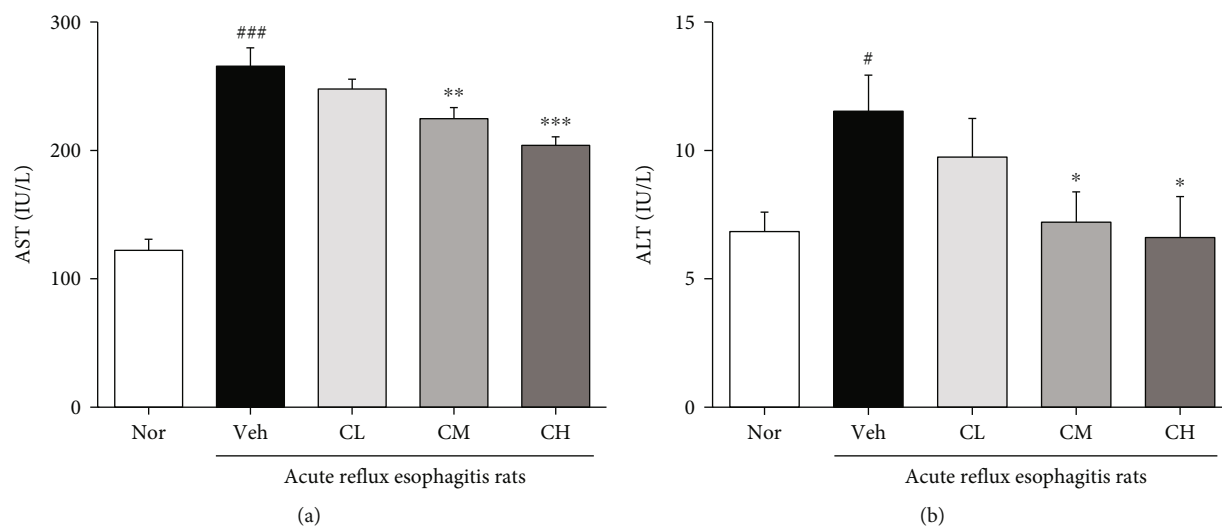 300
200
100
0
AST (IU/L)
###
**
***
Nor Veh CL CM CH
Acute reflux esophagitis rats
(a)
15
10
5
0
ALT (IU/L)
#
*
*
Nor Veh CL CM CH
Acute reflux esophagitis rats
(b)